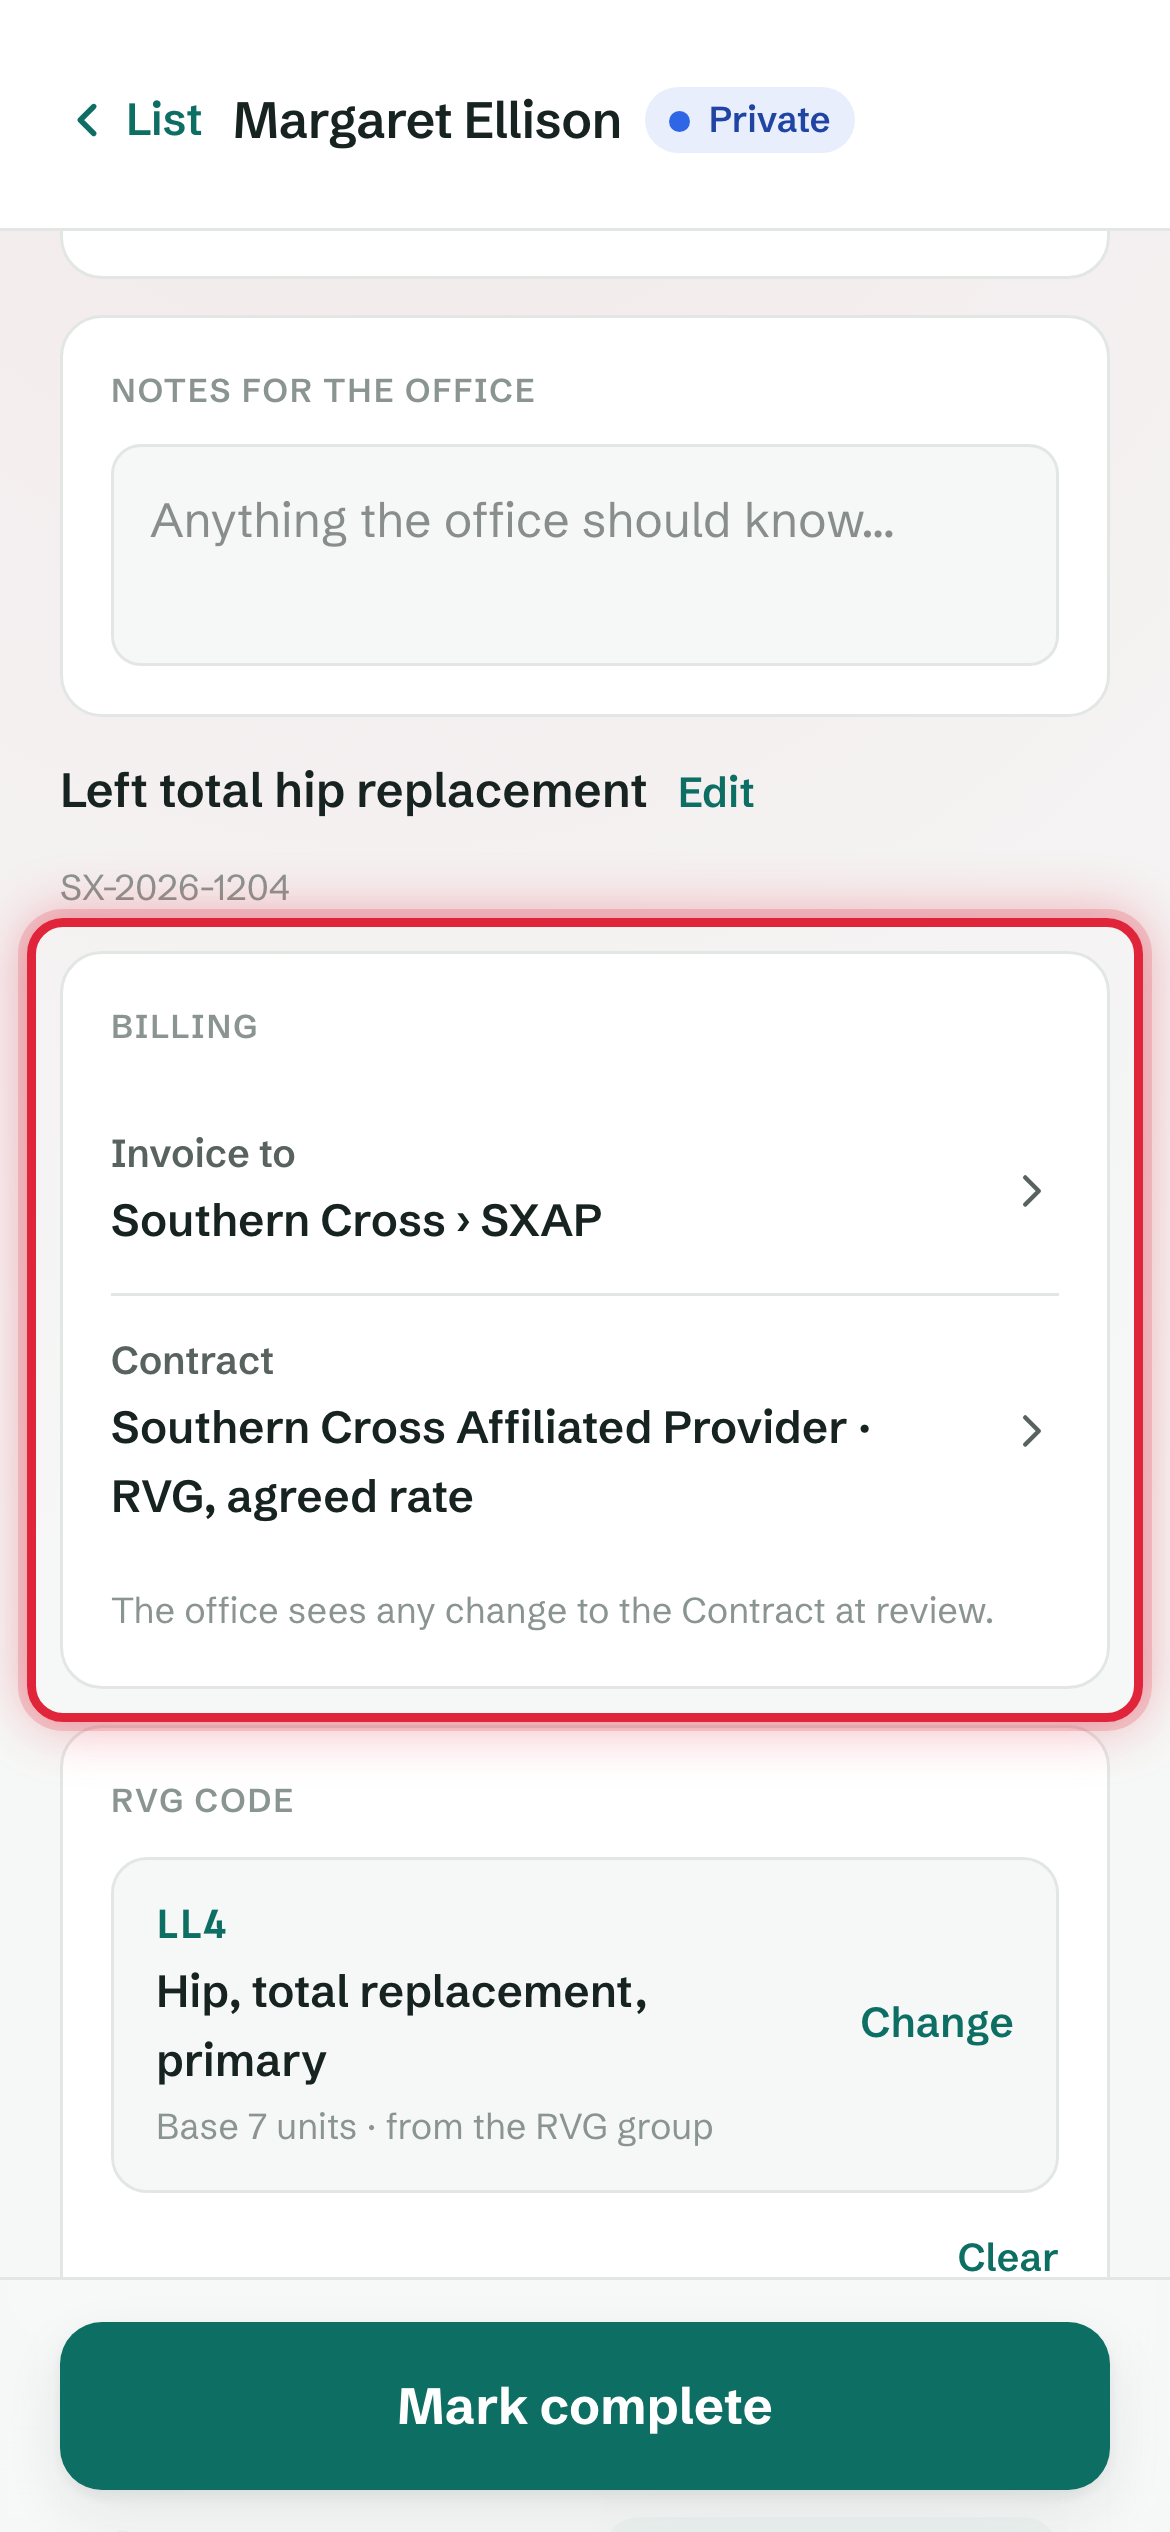 List Margaret Ellison Private
NOTES FOR THE OFFICE
Anything the office should know...
Left total hip replacement Edit
SX-2026-1204
BILLING
Invoice to
Southern Cross › SXAP
Contract
Southern Cross Affiliated Provider ·
RVG, agreed rate
The office sees any change to the Contract at review.
RVG CODE
LL4
Hip, total replacement,
primary
Change
Base 7 units · from the RVG group
Clear
Mark complete